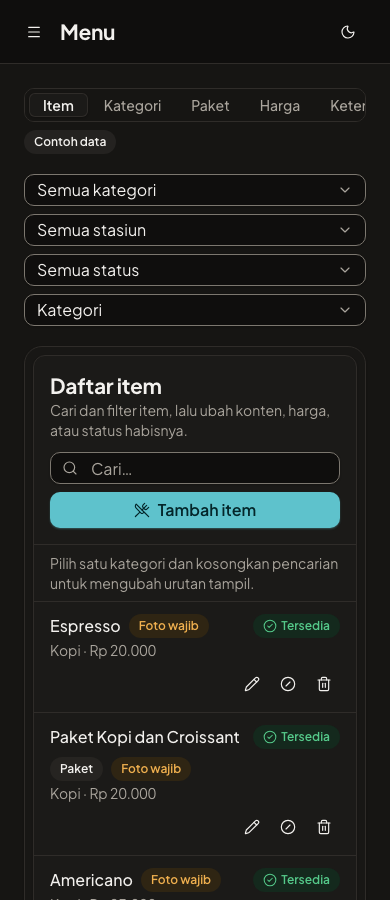 Menu
Item Kategori Paket Harga Keter
Contoh data
Semua kategori
Semua stasiun
Semua status
Kategori
Daftar item
Cari dan filter item, lalu ubah konten, harga,
atau status habisnya.
Cari...
Tambah item
Pilih satu kategori dan kosongkan pencarian
untuk mengubah urutan tampil.
Espresso Foto wajib Tersedia
Kopi · Rp 20.000
Paket Kopi dan Croissant Tersedia
Paket Foto wajib
Kopi · Rp 20.000
Americano Foto wajib Tersedia